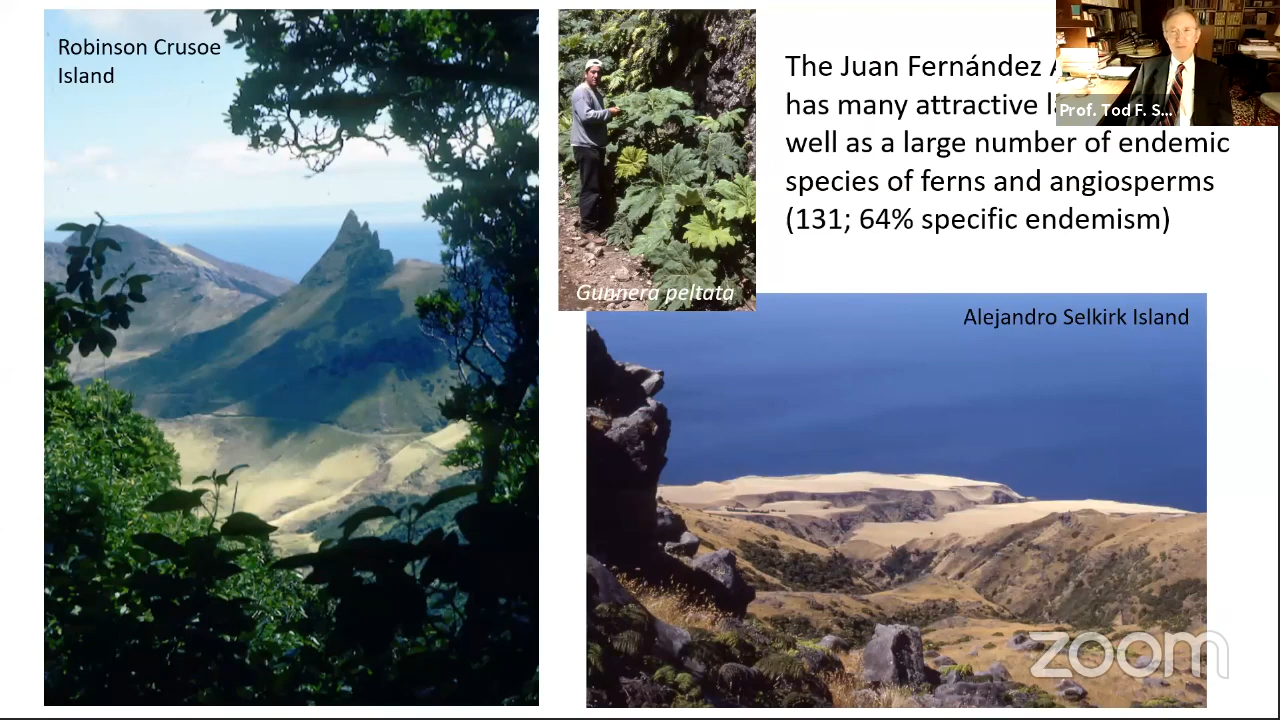 Robinson Crusoe
Island
Gunnera peltata
The Juan Fernández
has many attractive
well as a large number of endemic
species of ferns and angiosperms
(131; 64% specific endemism)
Prof. Tod F. S...
Alejandro Selkirk Island
zoom